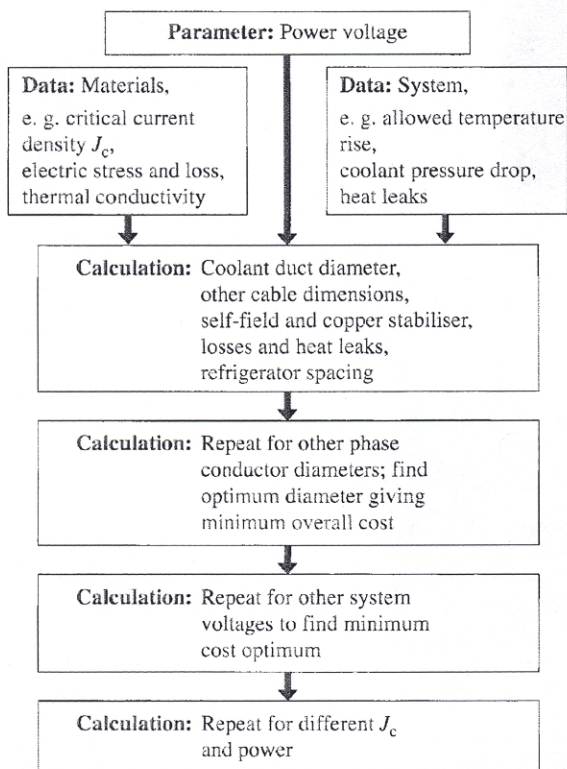 Parameter: Power voltage
Data: Materials,
e. g. critical current
density Jc,
electric stress and loss,
thermal conductivity
Data: System,
e. g. allowed temperature
rise,
coolant pressure drop,
heat leaks
Calculation: Coolant duct diameter,
other cable dimensions,
self-field and copper stabiliser,
losses and heat leaks,
refrigerator spacing
Calculation: Repeat for other phase
conductor diameters; find
optimum diameter giving
minimum overall cost
Calculation: Repeat for other system
voltages to find minimum
cost optimum
Calculation: Repeat for different Jc
and power